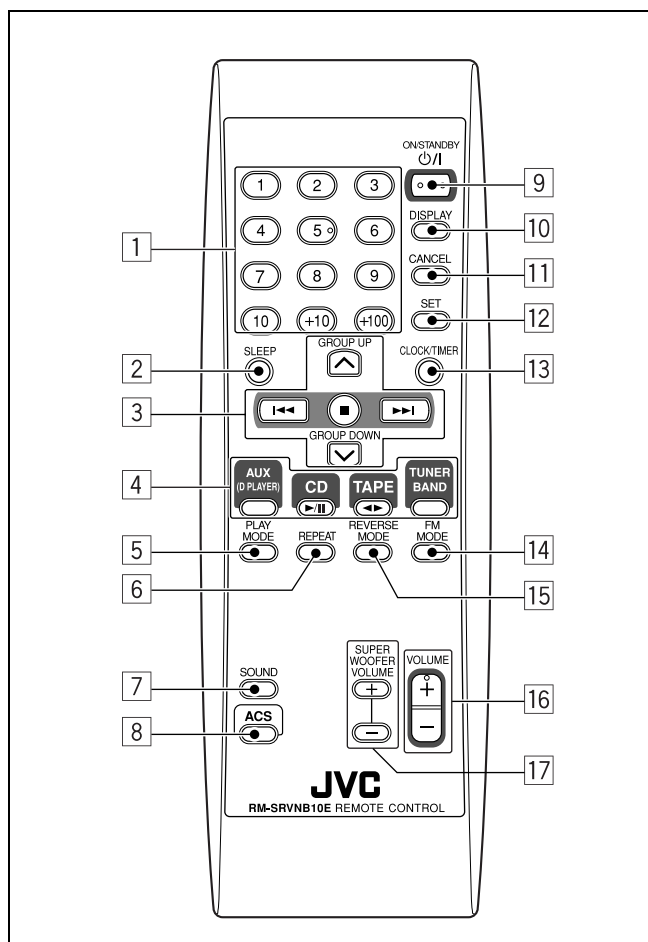 ON/STANDBY
⏻/I
1 2 3
9
DISPLAY
10
4 5 6
1
CANCEL
11
7 8 9
SET
12
10 +10 +100
SLEEP
GROUP UP
CLOCK/TIMER
2
13
3
GROUP DOWN
4
AUX
(D PLAYER)
CD
TAPE
TUNER
BAND
PLAY
MODE
REPEAT
REVERSE
MODE
FM
MODE
5
14
6
15
SUPER
WOOFER
VOLUME
VOLUME
SOUND
+
+
7
16
ACS
8
–
–
17
JVC
RM-SRVNB10E REMOTE CONTROL